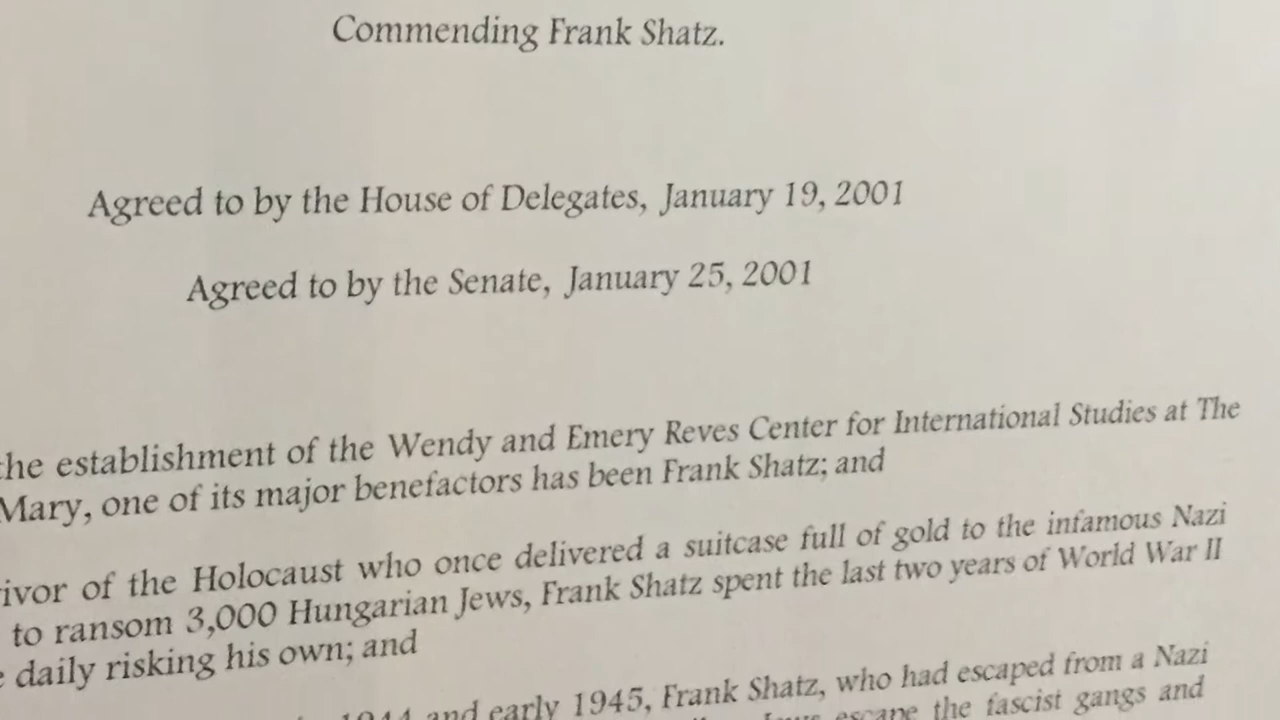 Commending Frank Shatz.
Agreed to by the House of Delegates, January 19, 2001
Agreed to by the Senate, January 25, 2001
the establishment of the Wendy and Emery Reves Center for International Studies at The
Mary, one of its major benefactors has been Frank Shatz; and
ivor of the Holocaust who once delivered a suitcase full of gold to the infamous Nazi
to ransom 3,000 Hungarian Jews, Frank Shatz spent the last two years of World War II
daily risking his own; and
1944 and early 1945, Frank Shatz, who had escaped from a Nazi
escape the fascist gangs and